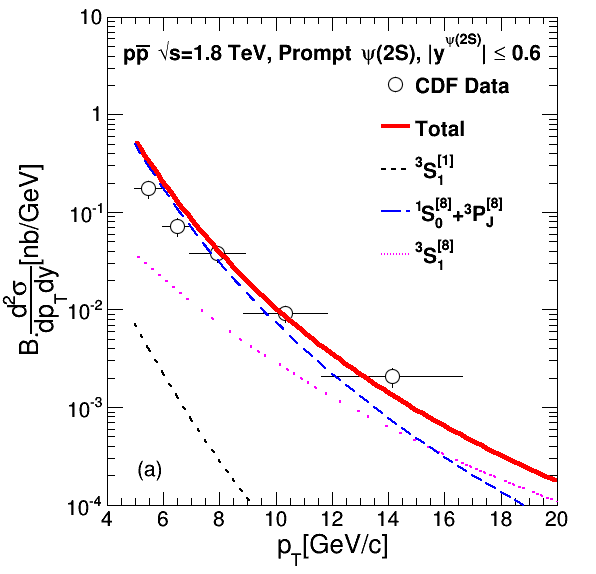 pp̅ √s=1.8 TeV, Prompt ψ(2S), |y^ψ(2S)| ≤ 0.6
CDF Data
Total
³S₁^[1]
¹S₀^[8]+³P_J^[8]
³S₁^[8]
B.d²σ/dp_Tdy[nb/GeV]
10
1
10⁻¹
10⁻²
10⁻³
10⁻⁴
(a)
4 6 8 10 12 14 16 18 20
p_T[GeV/c]